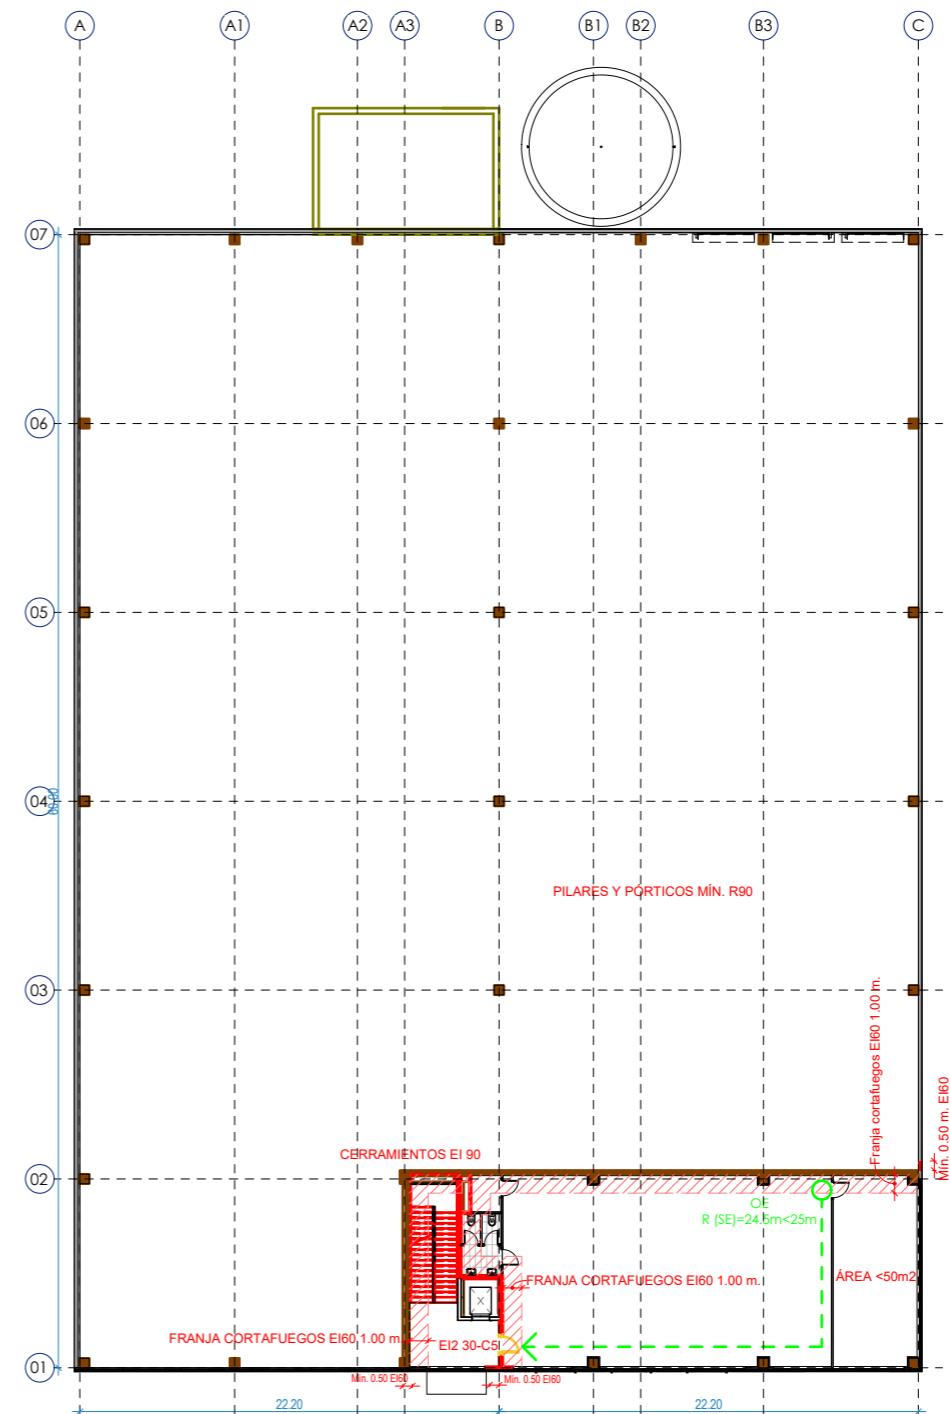 A A1 A2 A3 B B1 B2 B3 C
07
06
05
04
PILARES Y PÓRTICOS MÍN. R90
03
Franja cortafuegos EI60 1.00 m.
Mín. 0.50 m. EI60
CERRAMIENTOS EI 90
02
OE
R (SE)=24.5m<25m
FRANJA CORTAFUEGOS EI60 1.00 m.
ÁREA <50m2
FRANJA CORTAFUEGOS EI60 1.00 m.
EI2 30-C5
X
01
Mín. 0.50 EI60
Mín. 0.50 EI60
22.20
22.20